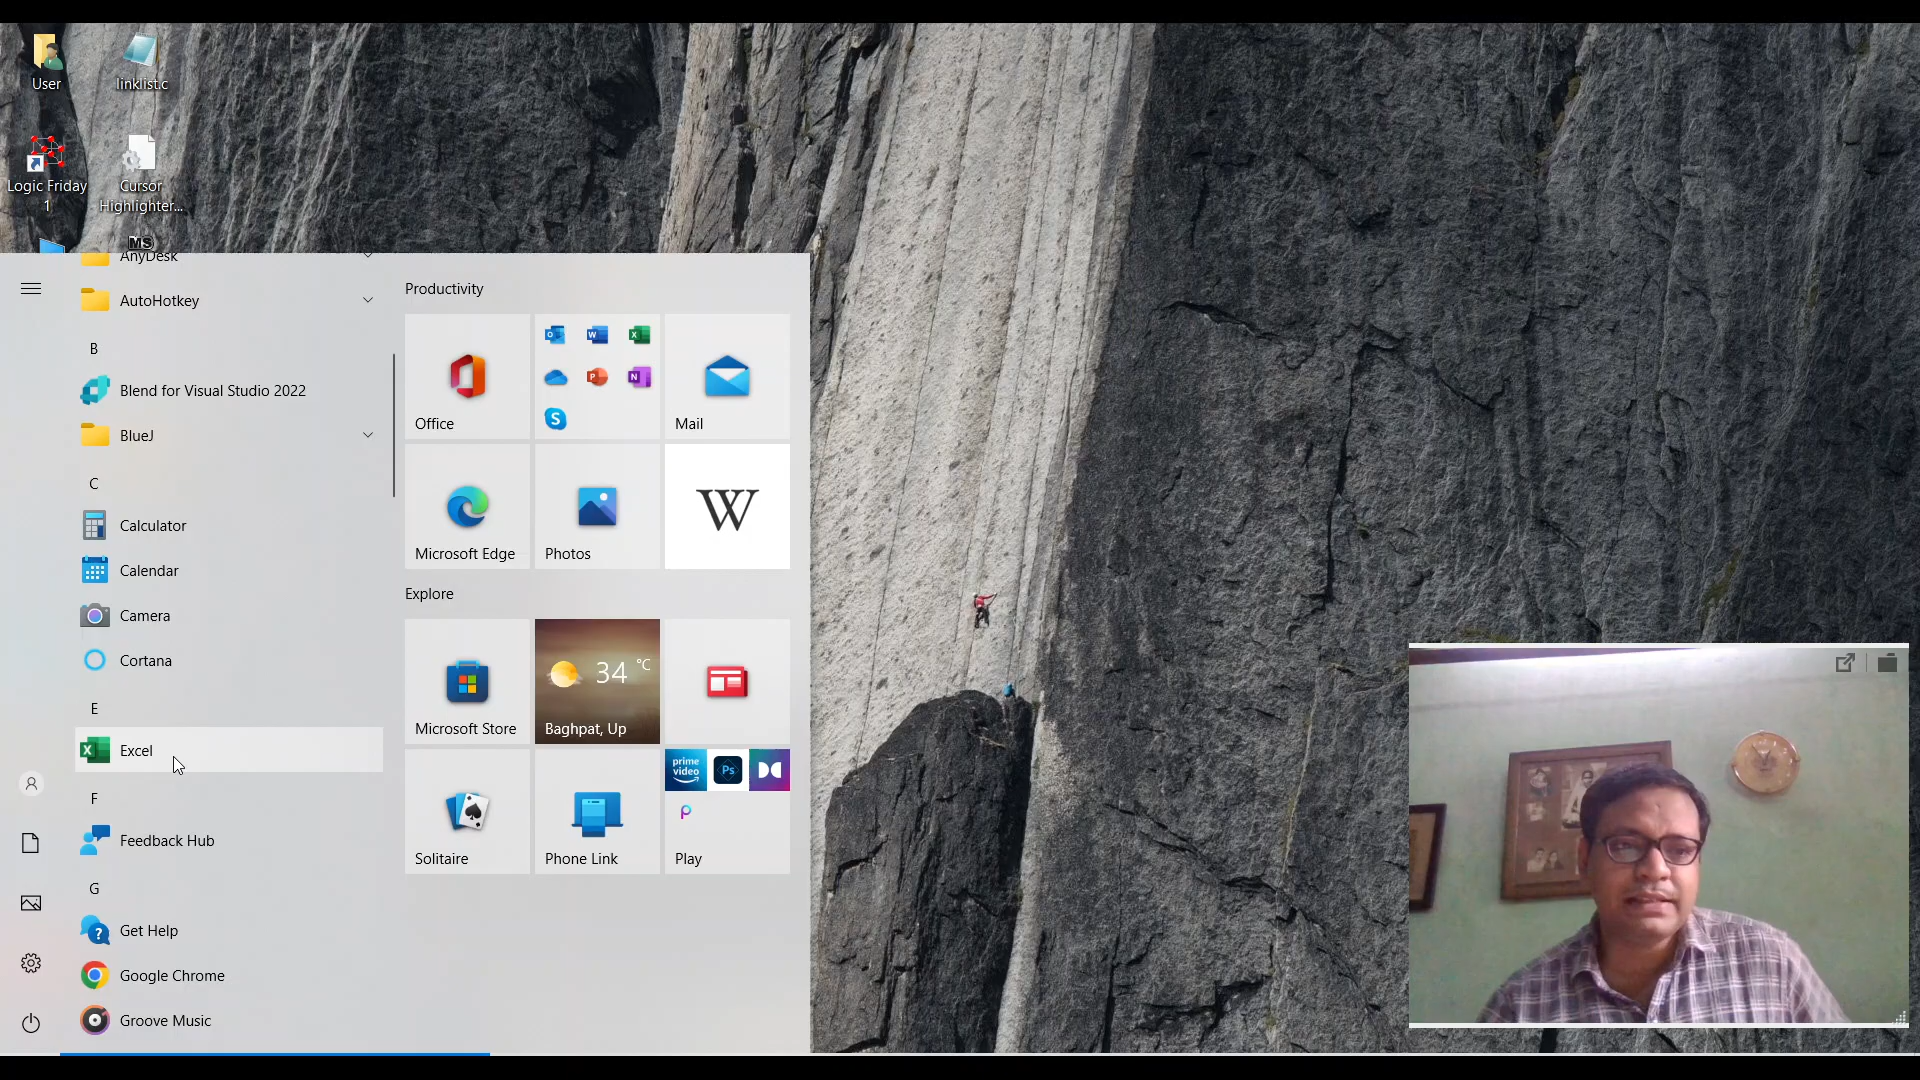 User
linklist.c
Logic Friday
1
Cursor
Highlighter...
MS
AnyDesk
AutoHotkey
B
Blend for Visual Studio 2022
BlueJ
C
Calculator
Calendar
Camera
Cortana
E
Excel
F
Feedback Hub
G
Get Help
Google Chrome
Groove Music
Productivity
Office
Mail
Microsoft Edge
Photos
W
Explore
Microsoft Store
34 °C
Baghpat, Up
Solitaire
Phone Link
prime
video
Ps
Play